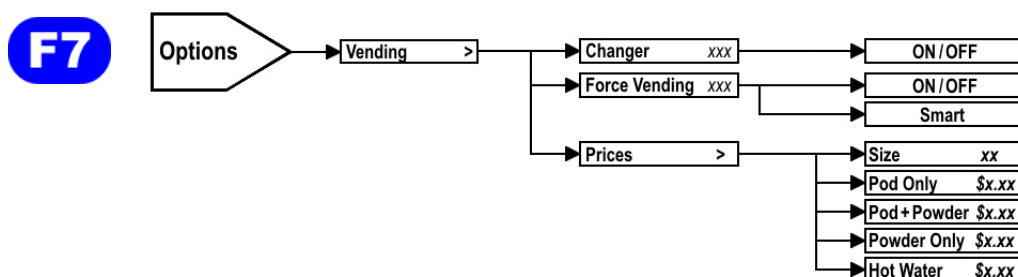 F7
Options
Vending >
Changer xxx
ON/OFF
Force Vending xxx
ON/OFF
Smart
Prices >
Size xx
Pod Only $x.xx
Pod+Powder $x.xx
Powder Only $x.xx
Hot Water $x.xx